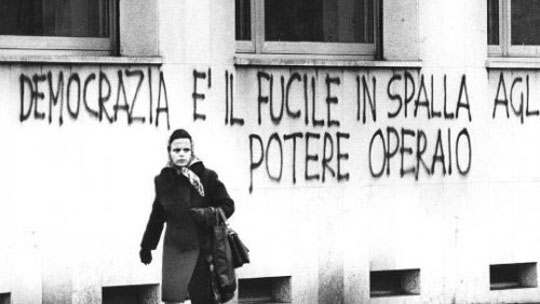 DEMOCRAZIA E' IL FUCILE IN SPALLA AGL
POTERE OPERAIO